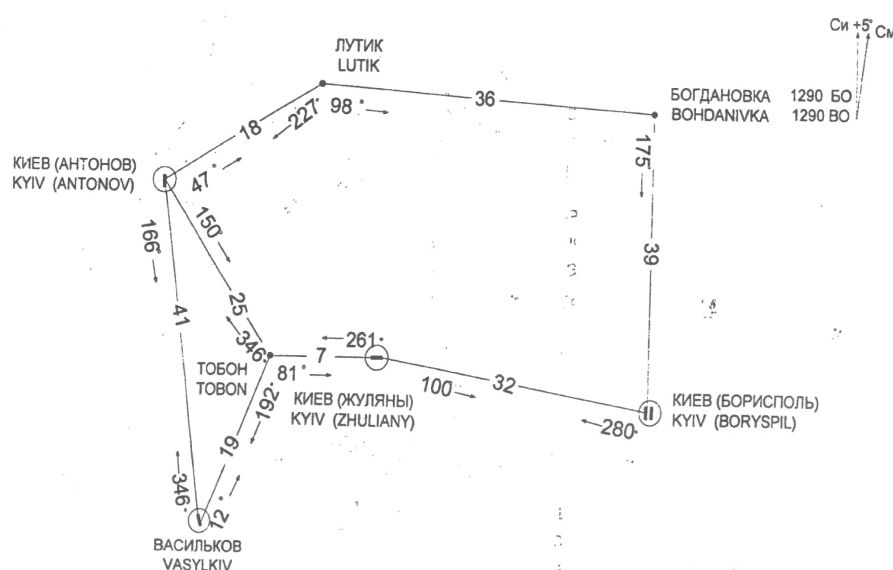 Си +5° См
ЛУТИК
LUTIK
БОГДАНОВКА 1290 БО
BOHDANIVKA 1290 BO
36
227°
98°
18
47°
КИЕВ (АНТОНОВ)
KYIV (ANTONOV)
175
150°
166°
39
25
41
346°
261°
7
ТОБОН
TOBON
81°
192°
КИЕВ (ЖУЛЯНЫ)
KYIV (ZHULIANY)
100
32
280°
КИЕВ (БОРИСПОЛЬ)
KYIV (BORYSPIL)
19
346°
12°
ВАСИЛЬКОВ
VASYLKIV